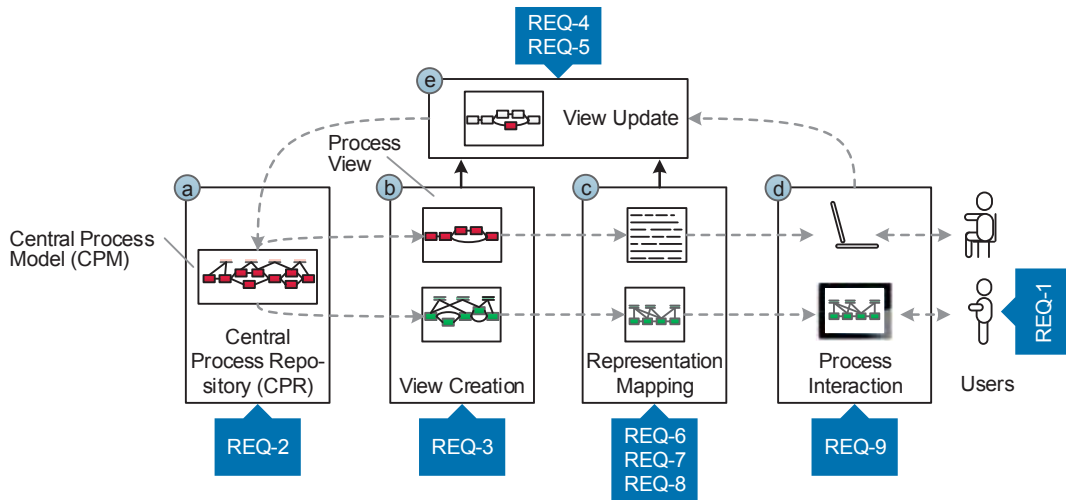 REQ-4
REQ-5
e
View Update
Process
View
a
b
c
d
Central Process
Model (CPM)
Central
Process Repo-
sitory (CPR)
View Creation
Representation
Mapping
Process
Interaction
Users
REQ-1
REQ-2
REQ-3
REQ-6
REQ-7
REQ-8
REQ-9